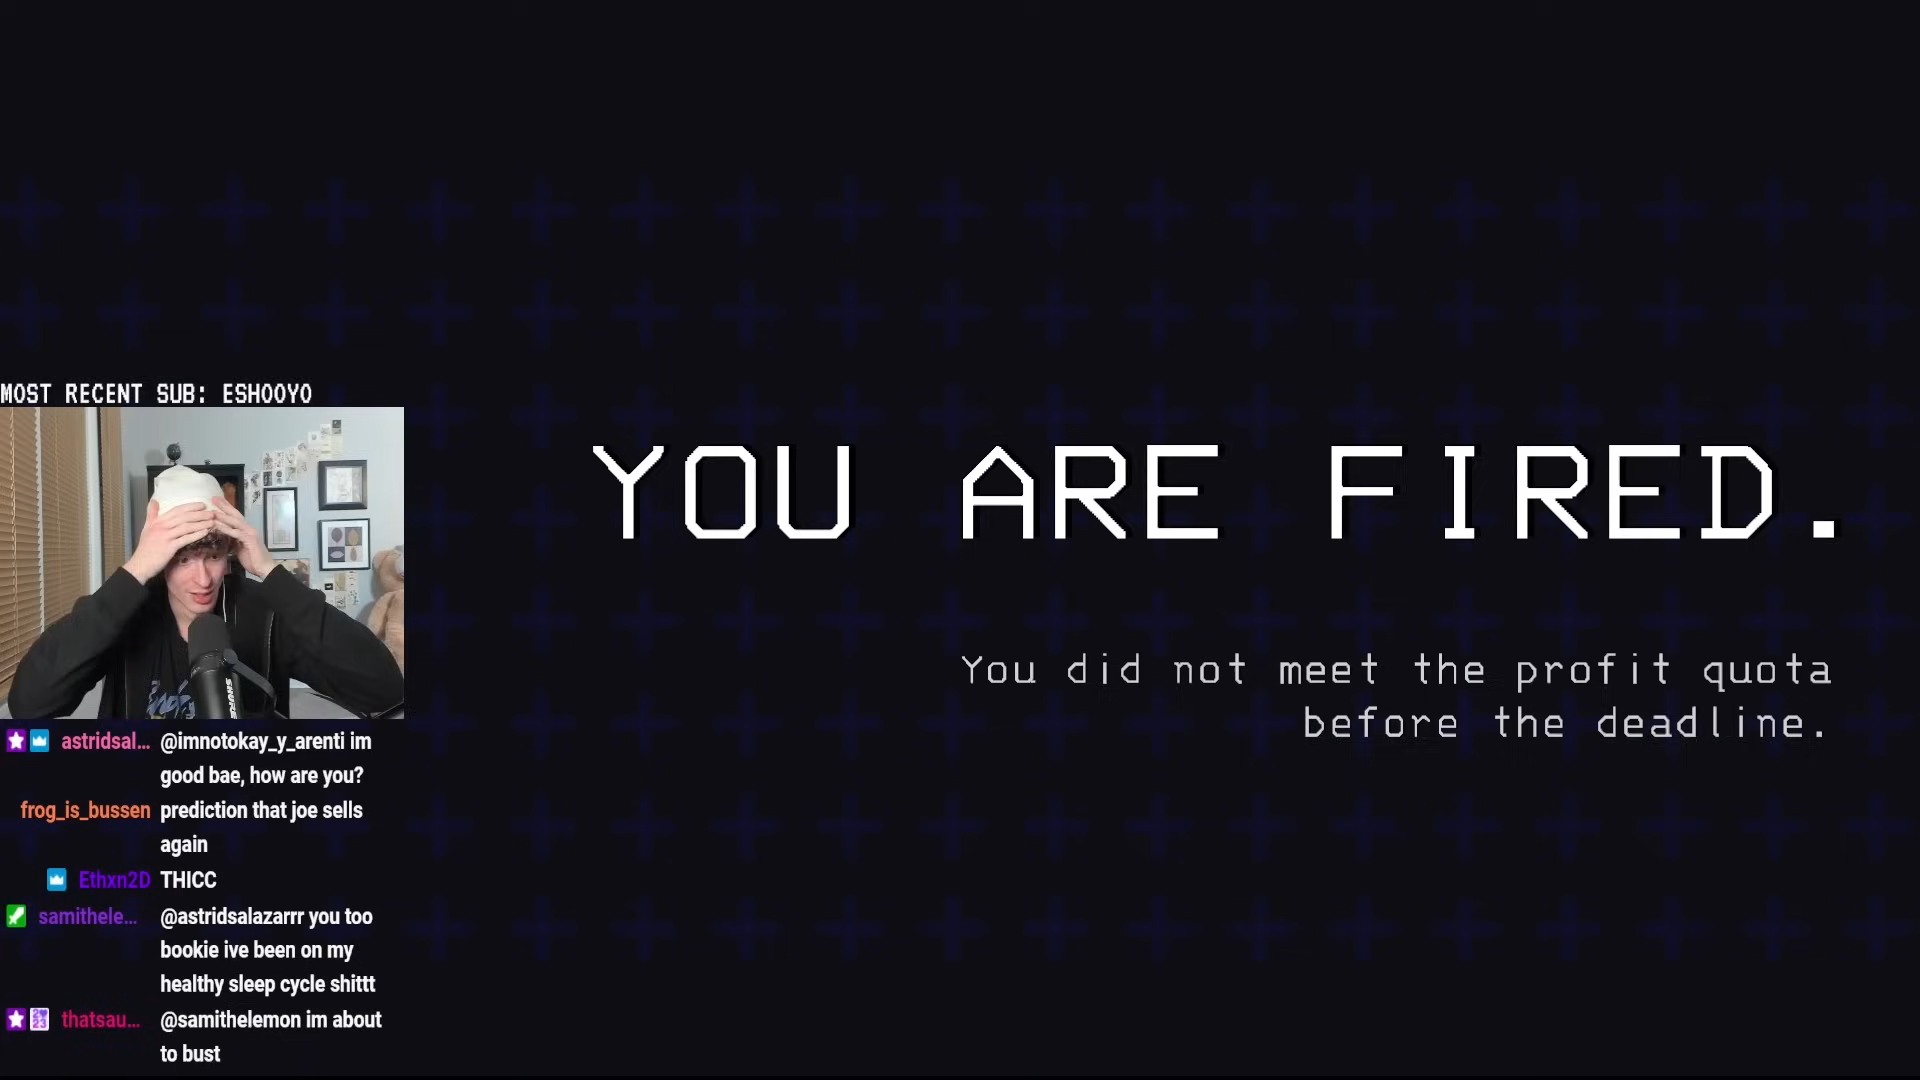 MOST RECENT SUB: ESHOOYO
YOU ARE FIRED.
You did not meet the profit quota
before the deadline.
astridsal... @imnotokay_y_arenti im
good bae, how are you?
frog_is_bussen prediction that joe sells
again
Ethxn2D THICC
samithele... @astridsalazarrr you too
bookie ive been on my
healthy sleep cycle shittt
thatsau... @samithelemon im about
to bust
SHURE